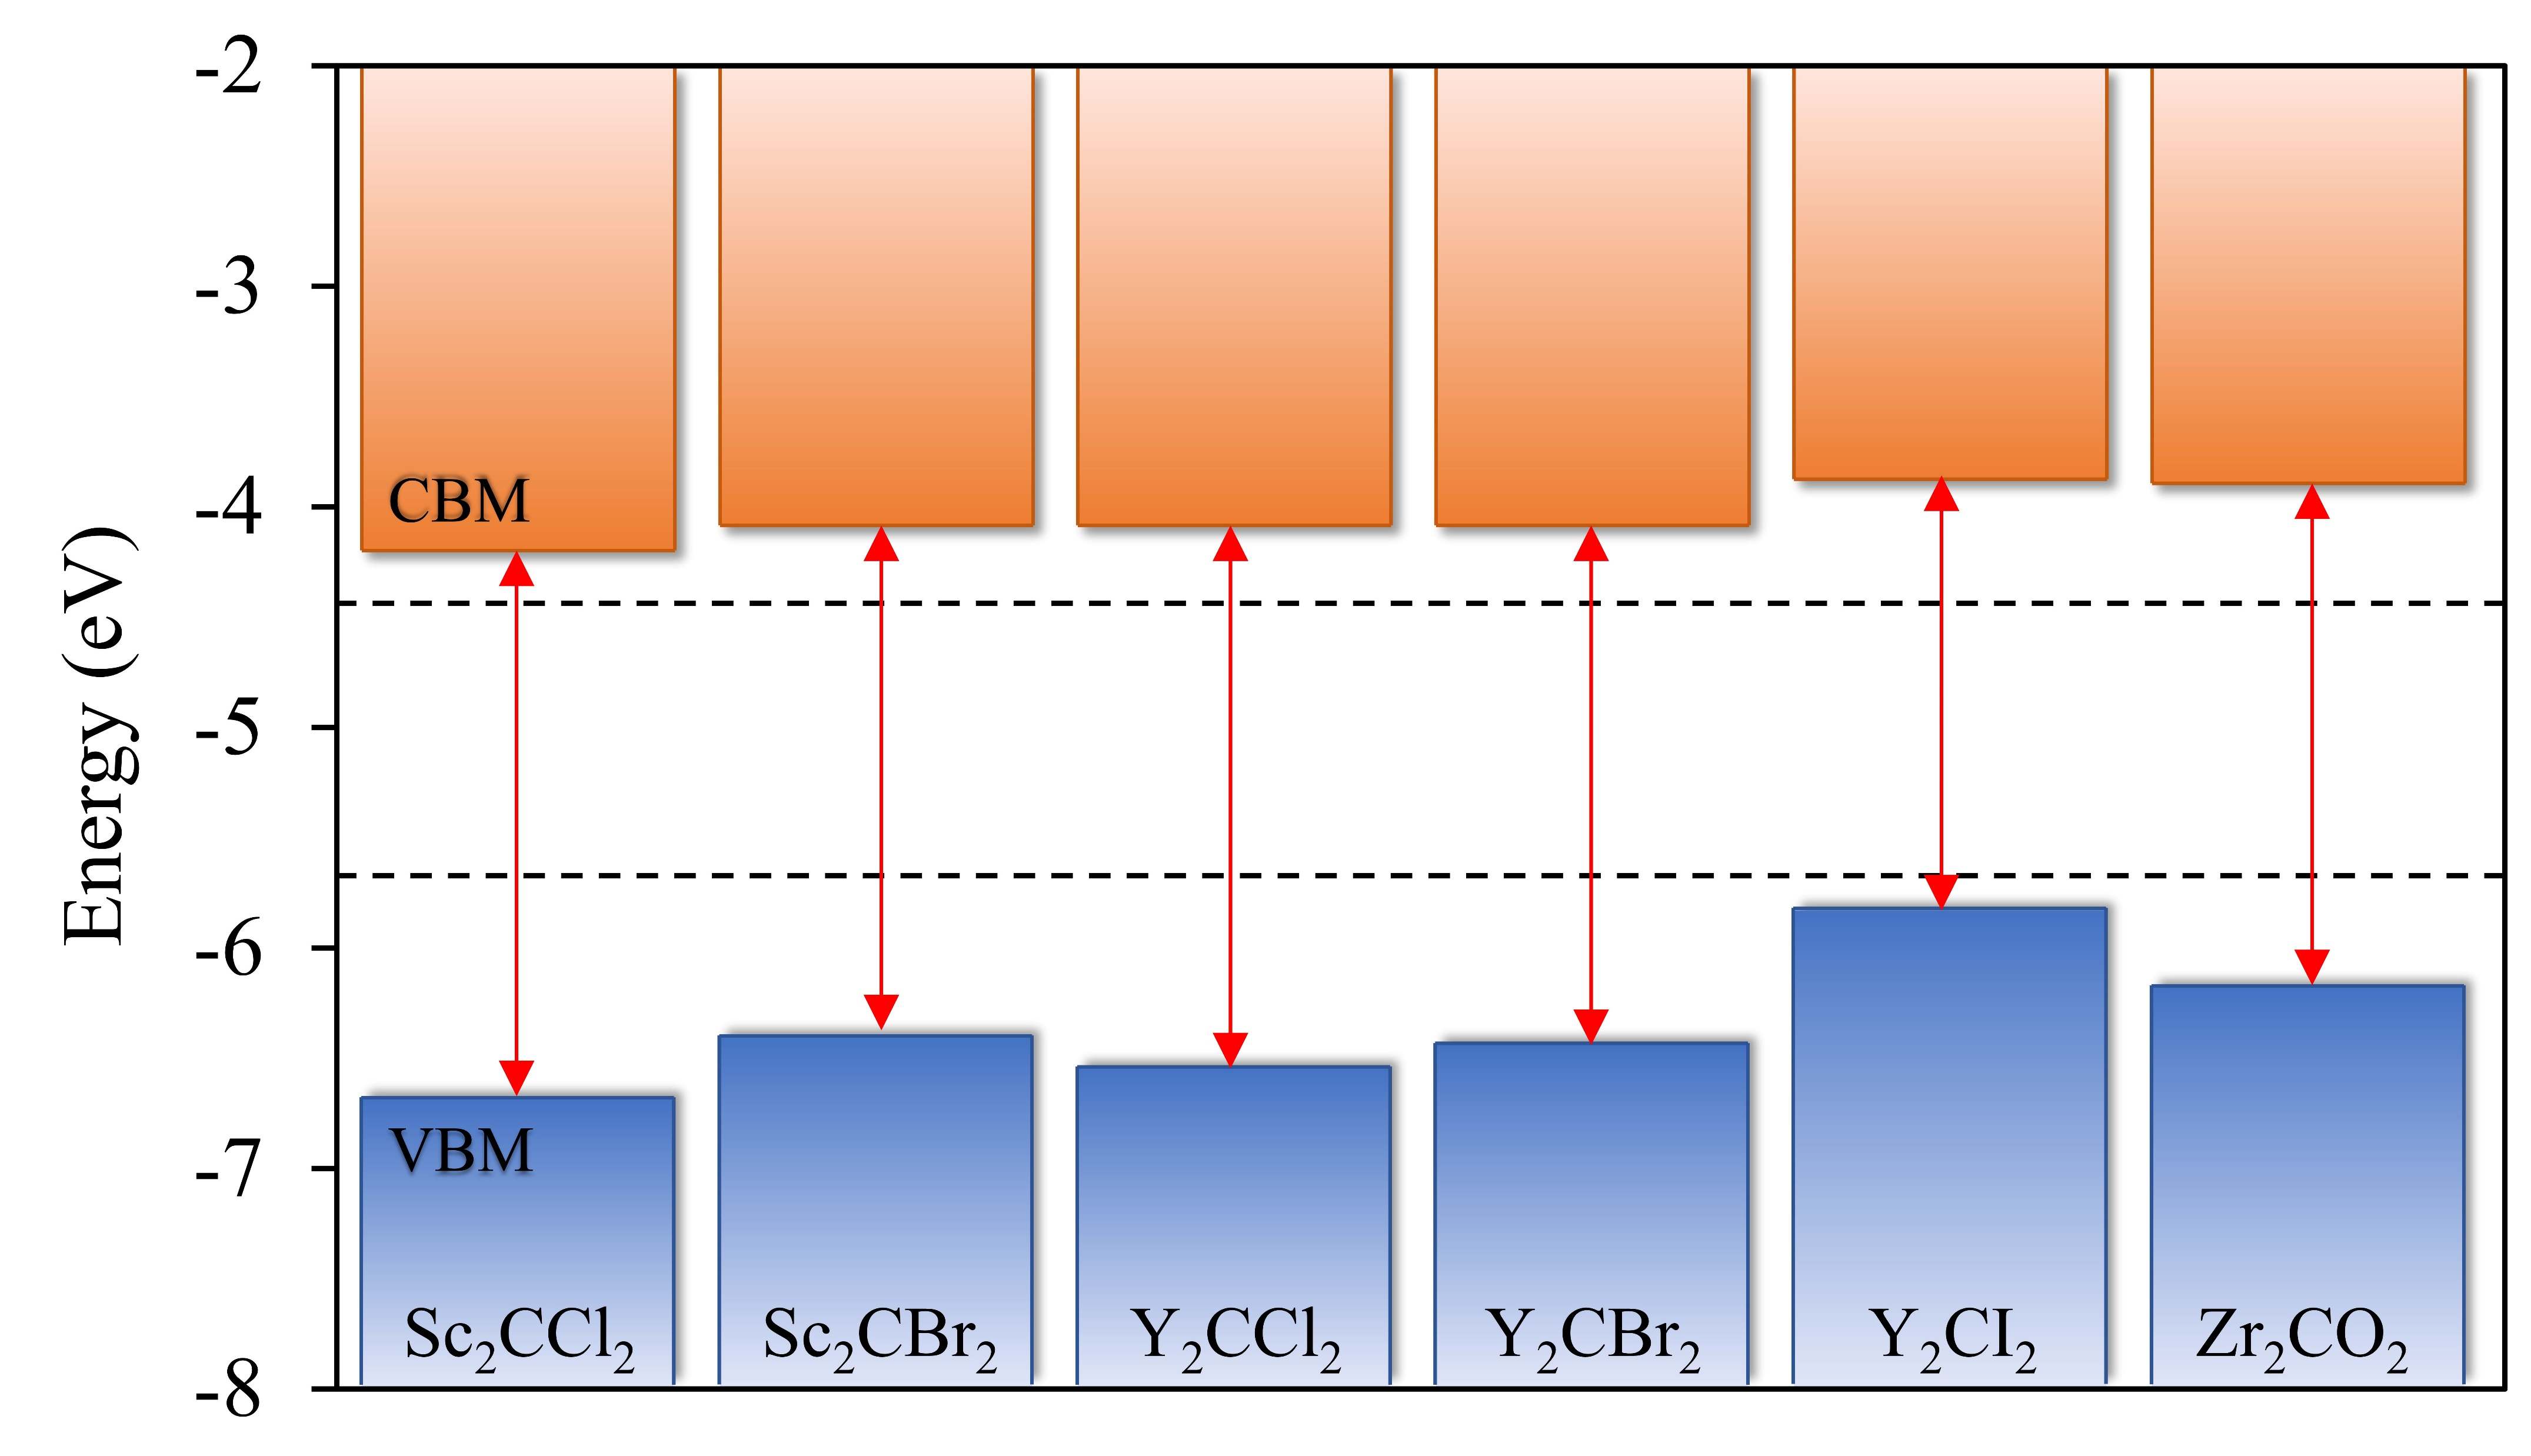 -2
-3
-4
-5
-6
-7
-8
Energy (eV)
CBM
VBM
Sc₂CCl₂
Sc₂CBr₂
Y₂CCl₂
Y₂CBr₂
Y₂CI₂
Zr₂CO₂